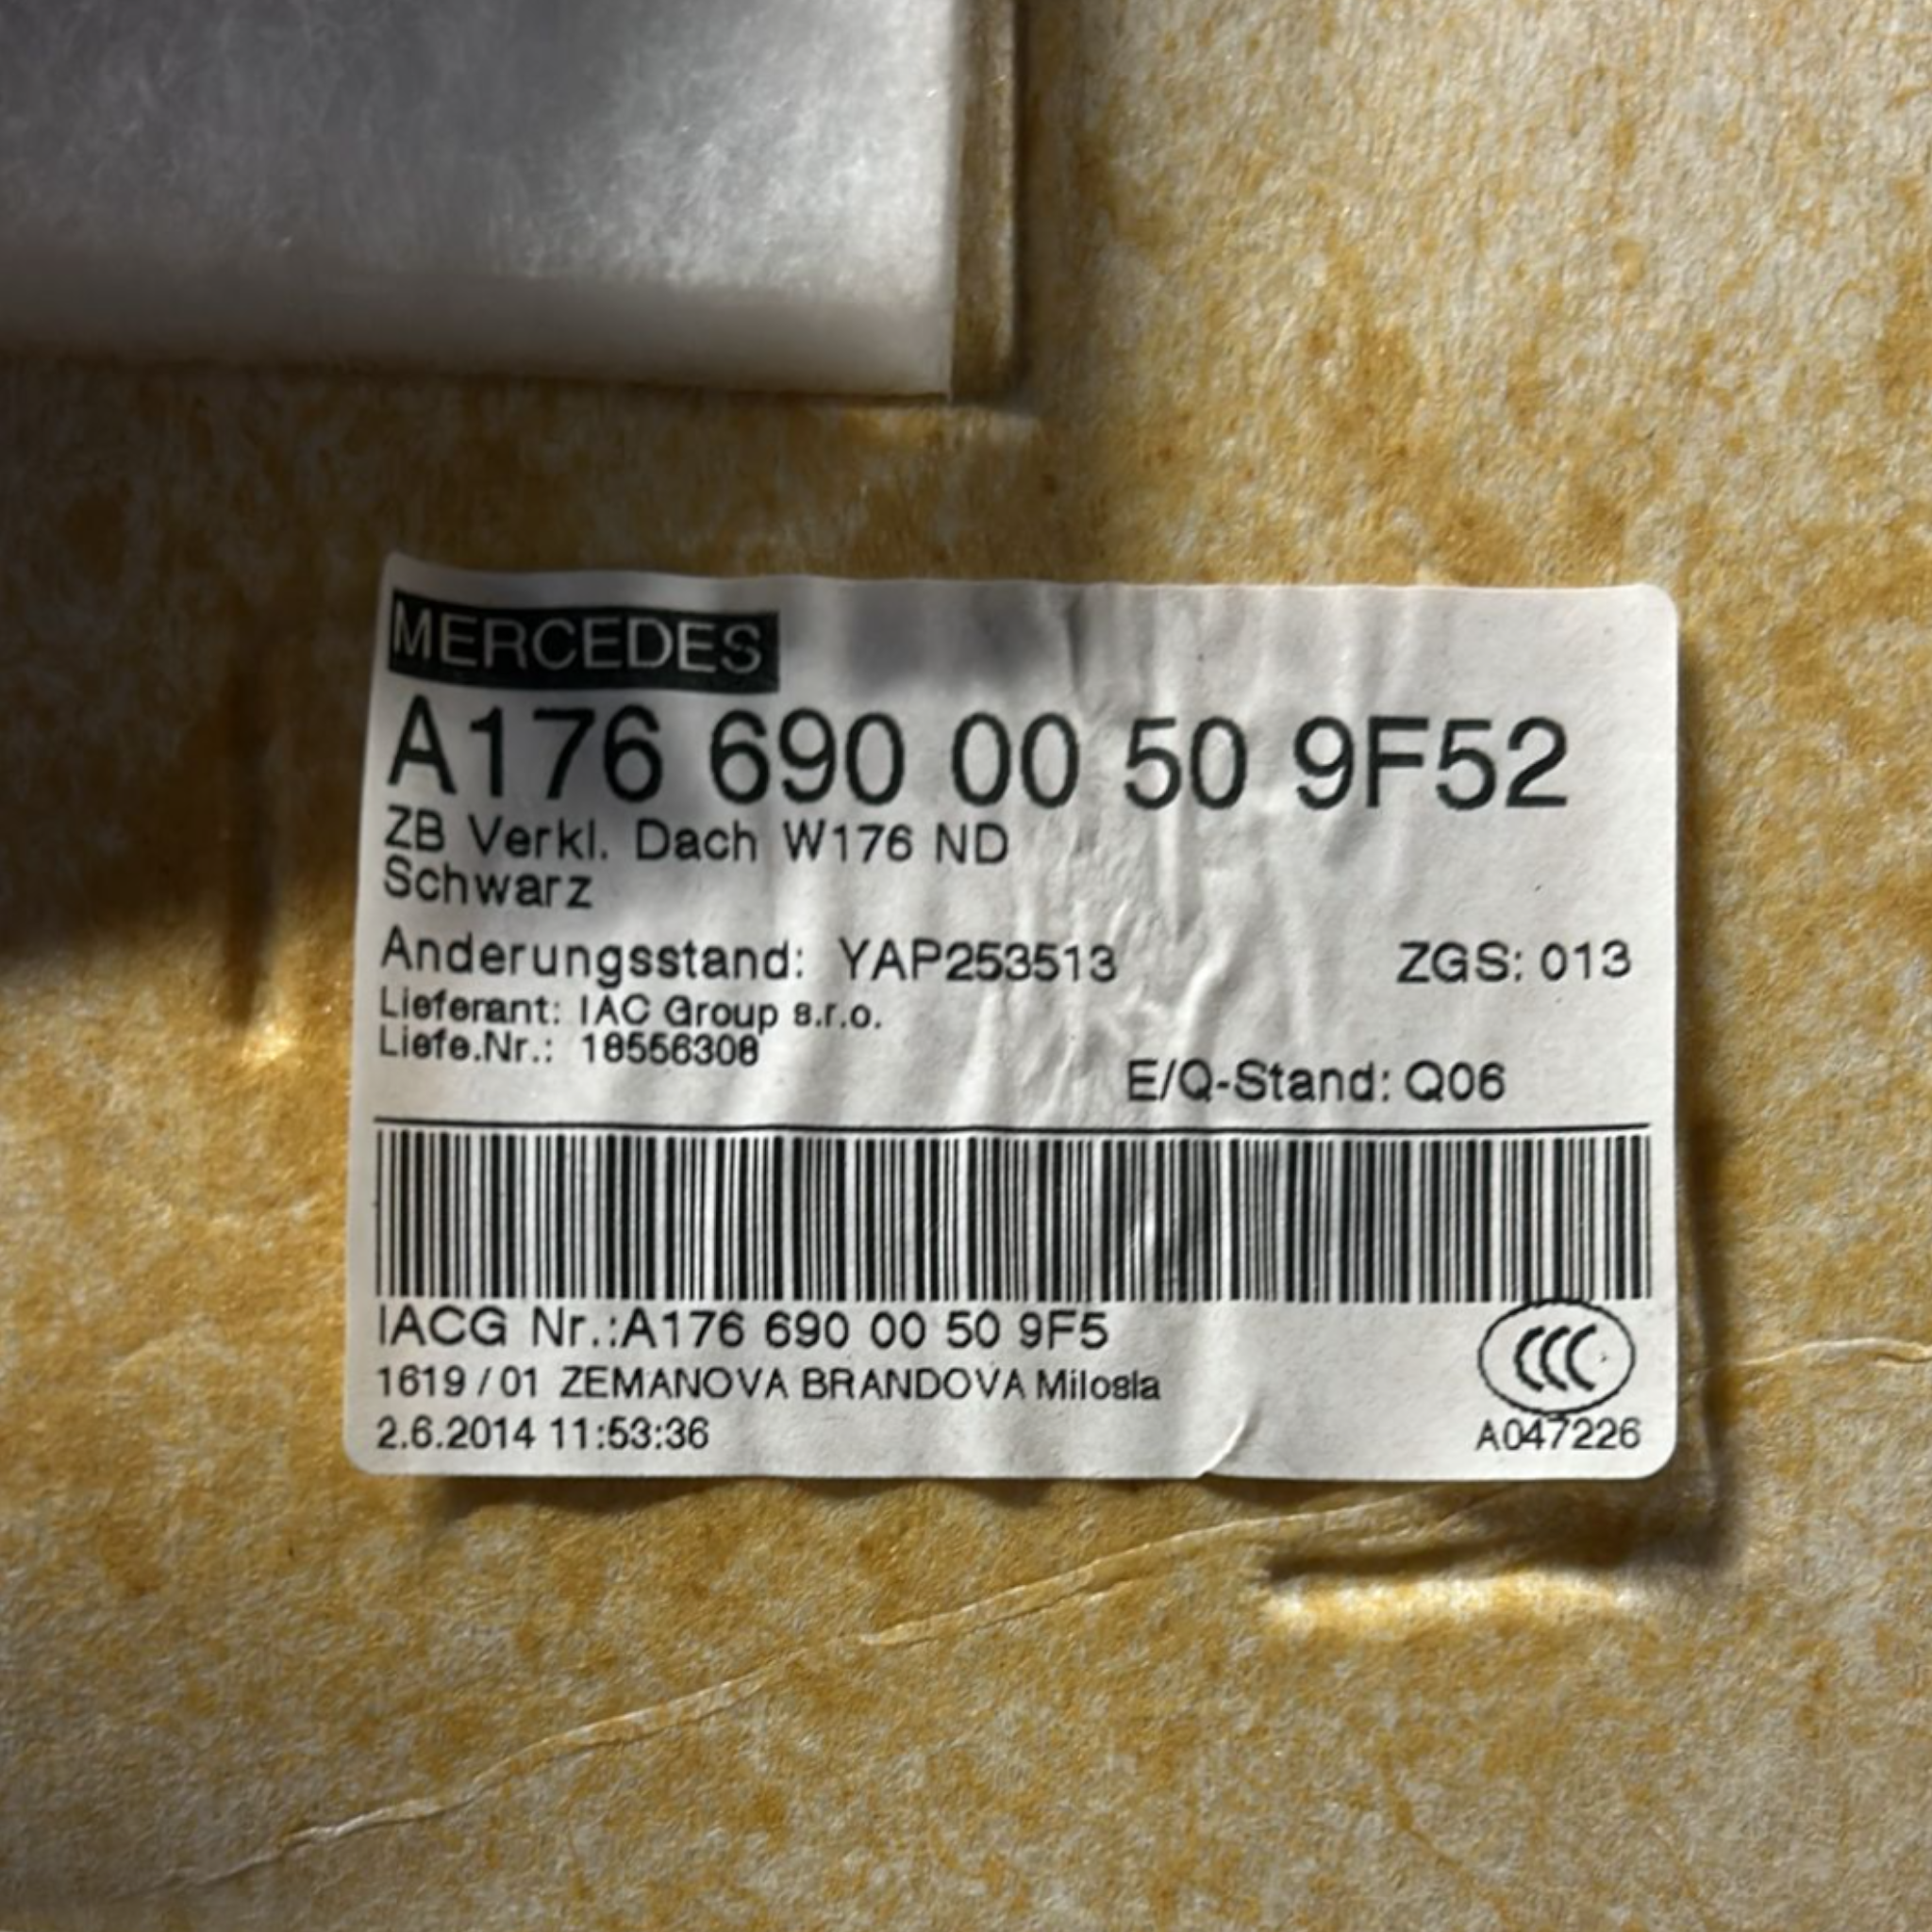 MERCEDES
A176 690 00 50 9F52
ZB Verkl. Dach W176 ND
Schwarz
Anderungsstand: YAP253513 ZGS: 013
Lieferant: IAC Group s.r.o.
Liefe.Nr.: 18556308
E/Q-Stand: Q06
IACG Nr.:A176 690 00 50 9F5
1619 / 01 ZEMANOVA BRANDOVA Milosla
2.6.2014 11:53:36
CCC
A047226